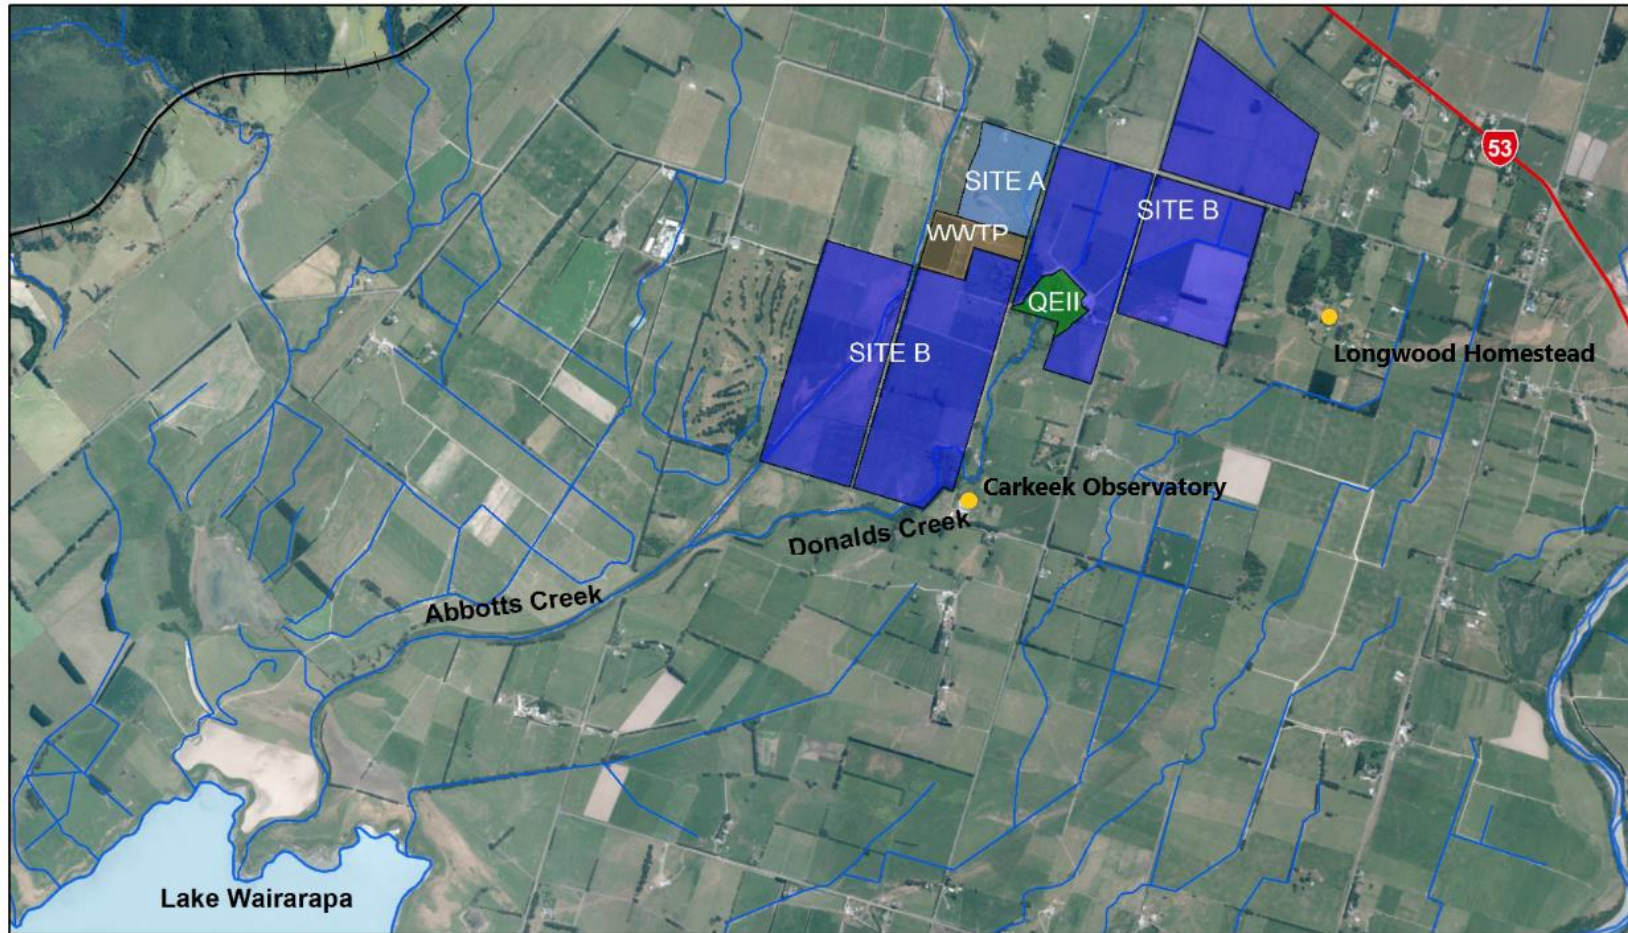 53
SITE A
SITE B
WWTP
QEII
SITE B
Longwood Homestead
Carkeek Observatory
Donalds Creek
Abbotts Creek
Lake Wairarapa